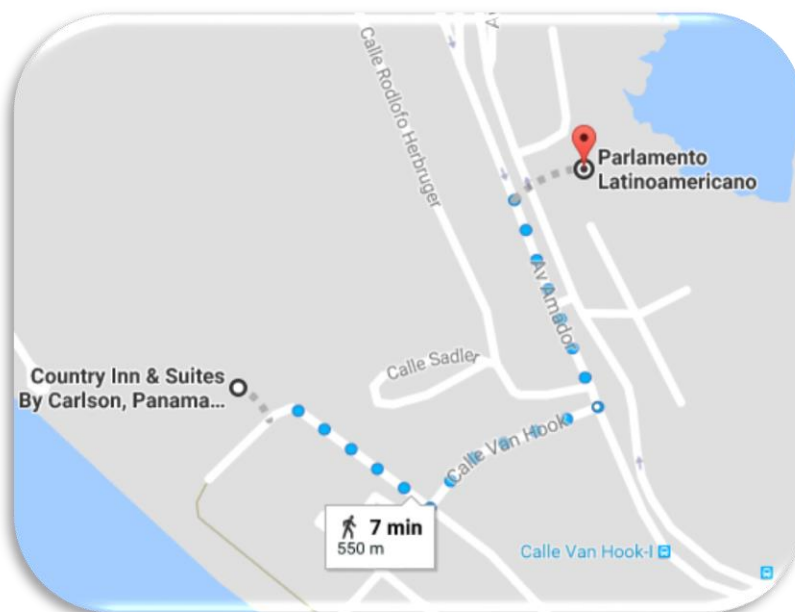 Calle Rodlofo Herbruger
Parlamento
Latinoamericano
Av Amador
Calle Sadler
Country Inn & Suites
By Carlson, Panama...
Calle Van Hook
7 min
550 m
Calle Van Hook-I